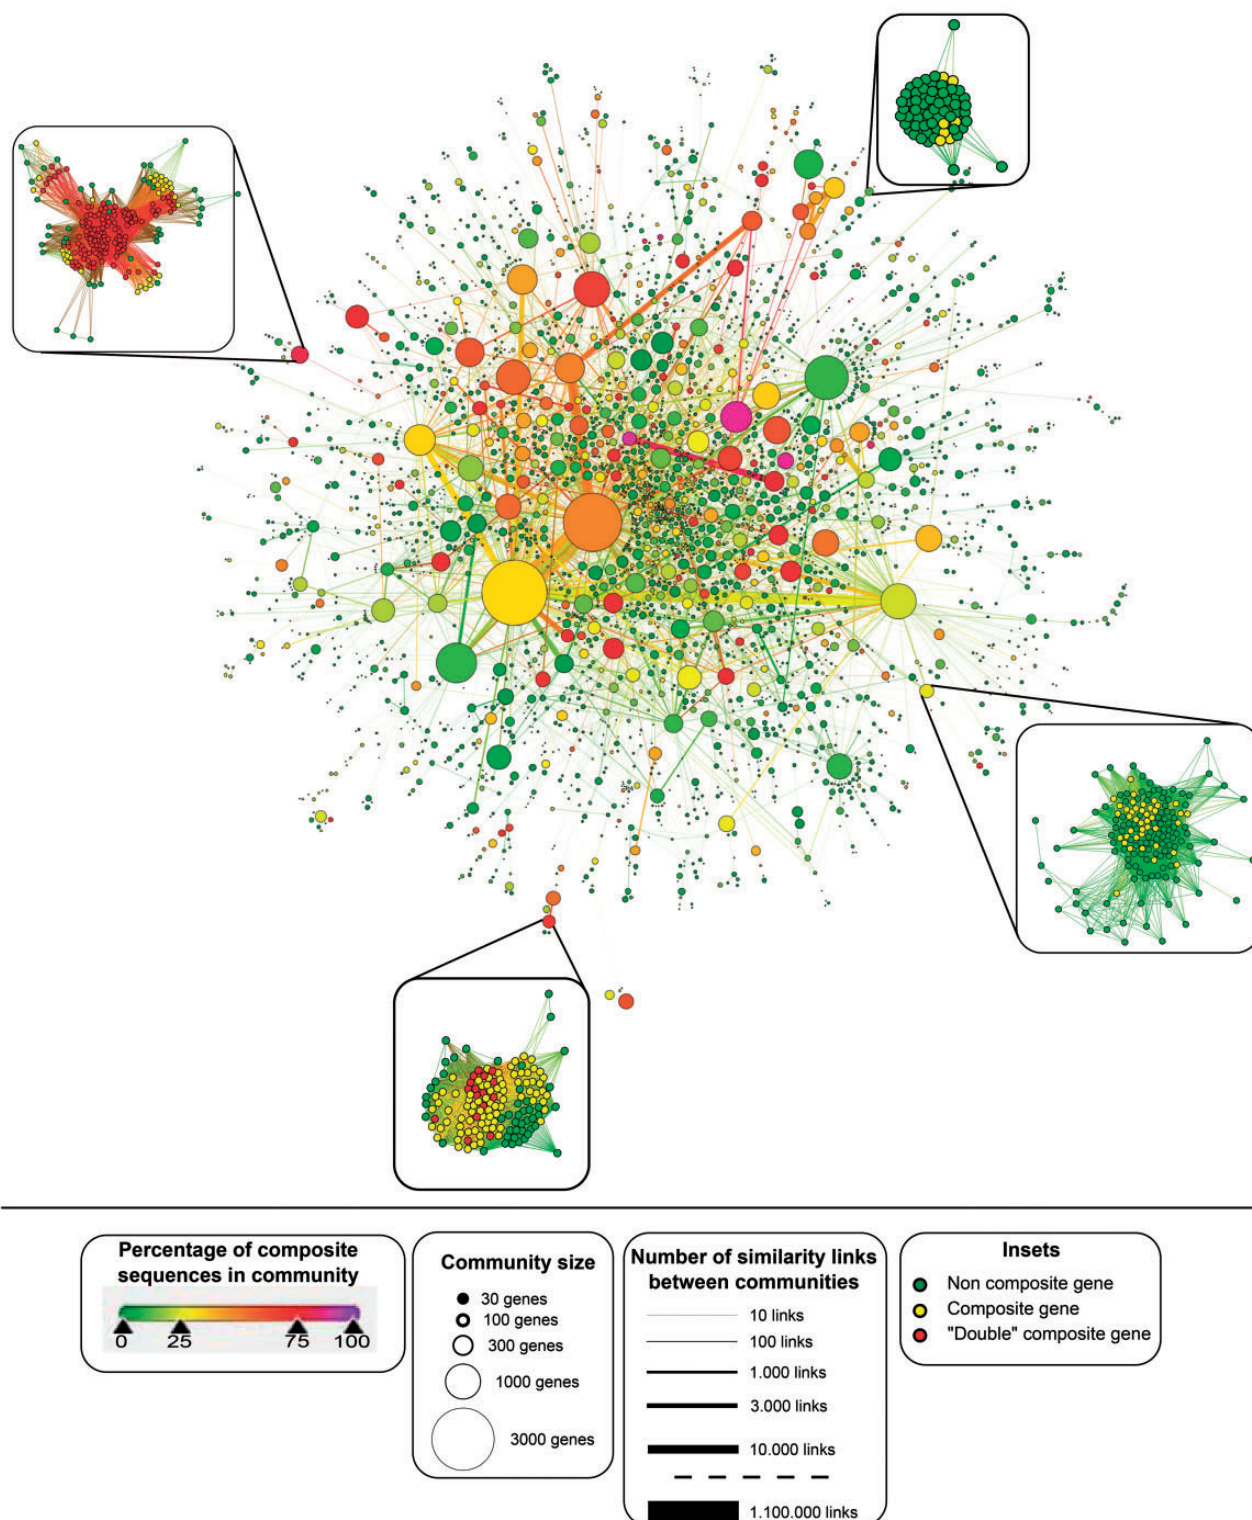 Percentage of composite
sequences in community
0 25 75 100
Community size
30 genes
100 genes
300 genes
1000 genes
3000 genes
Number of similarity links
between communities
10 links
100 links
1.000 links
3.000 links
10.000 links
1.100.000 links
Insets
Non composite gene
Composite gene
"Double" composite gene